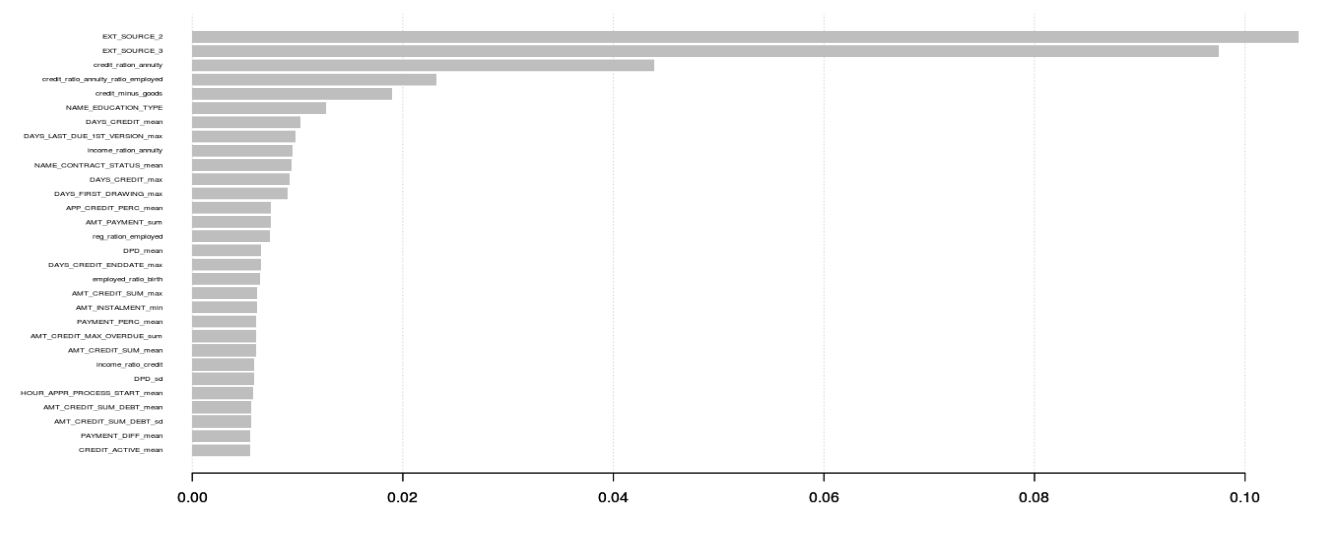 EXT_SOURCE_2
EXT_SOURCE_3
credit_ration_annuity
credit_ratio_annuity_ratio_employed
credit_minus_goods
NAME_EDUCATION_TYPE
DAYS_CREDIT_mean
DAYS_LAST_DUE_1ST_VERSION_max
income_ration_annuity
NAME_CONTRACT_STATUS_mean
DAYS_CREDIT_max
DAYS_FIRST_DRAWING_max
APP_CREDIT_PERC_mean
AMT_PAYMENT_sum
reg_ration_employed
DPD_mean
DAYS_CREDIT_ENDDATE_max
employed_ratio_birth
AMT_CREDIT_SUM_max
AMT_INSTALMENT_min
PAYMENT_PERC_mean
AMT_CREDIT_MAX_OVERDUE_sum
AMT_CREDIT_SUM_mean
income_ratio_credit
DPD_sd
HOUR_APPR_PROCESS_START_mean
AMT_CREDIT_SUM_DEBT_mean
AMT_CREDIT_SUM_DEBT_sd
PAYMENT_DIFF_mean
CREDIT_ACTIVE_mean
0.00 0.02 0.04 0.06 0.08 0.10